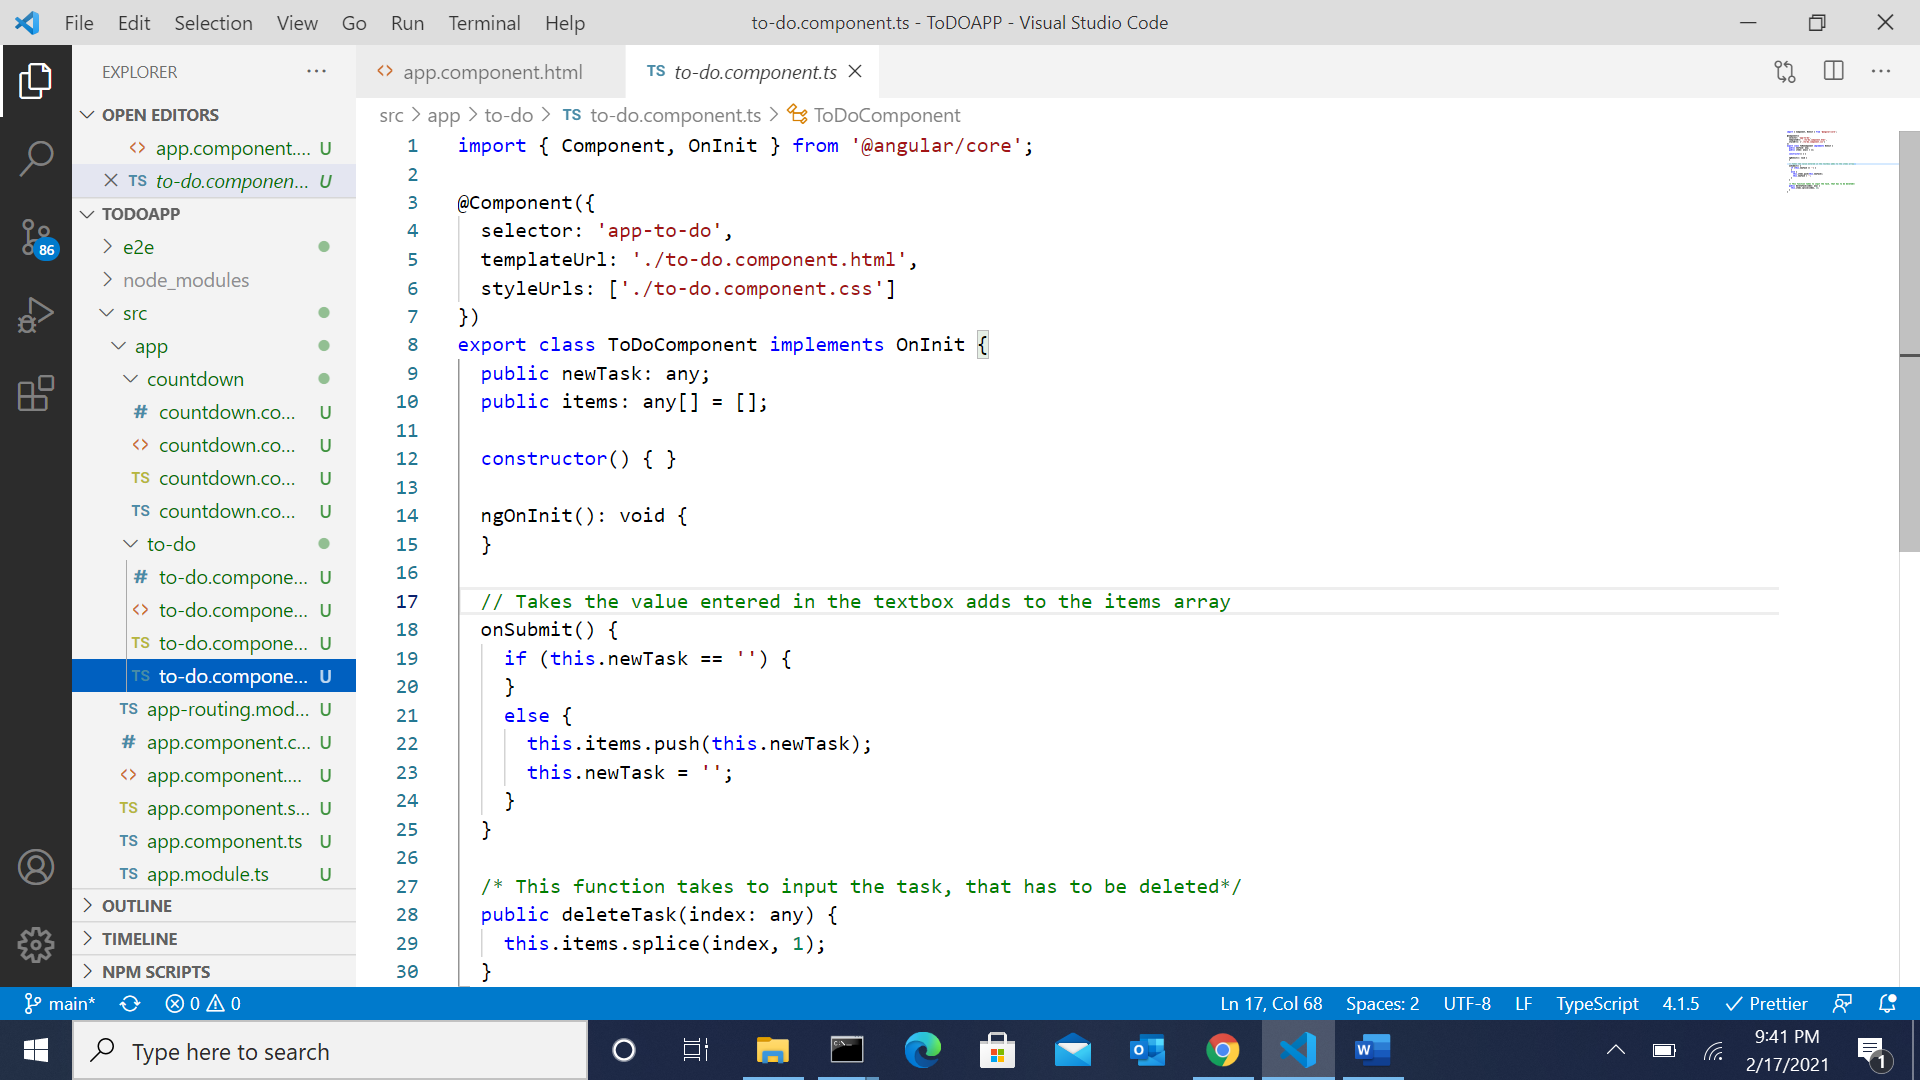 File Edit Selection View Go Run Terminal Help
to-do.component.ts - ToDOAPP - Visual Studio Code
EXPLORER
OPEN EDITORS
<> app.component.... U
TS to-do.componen... U
TODOAPP
e2e
node_modules
src
app
countdown
# countdown.co... U
<> countdown.co... U
TS countdown.co... U
TS countdown.co... U
to-do
# to-do.compone... U
<> to-do.compone... U
TS to-do.compone... U
TS to-do.compone... U
TS app-routing.mod... U
# app.component.c... U
<> app.component.... U
TS app.component.s... U
TS app.component.ts U
TS app.module.ts U
OUTLINE
TIMELINE
NPM SCRIPTS
86
<> app.component.html
TS to-do.component.ts
src > app > to-do > TS to-do.component.ts > ToDoComponent
1 import { Component, OnInit } from '@angular/core';
2
3 @Component({
4 selector: 'app-to-do',
5 templateUrl: './to-do.component.html',
6 styleUrls: ['./to-do.component.css']
7 })
8 export class ToDoComponent implements OnInit {
9 public newTask: any;
10 public items: any[] = [];
11
12 constructor() { }
13
14 ngOnInit(): void {
15 }
16
17 // Takes the value entered in the textbox adds to the items array
18 onSubmit() {
19 if (this.newTask == '') {
20 }
21 else {
22 this.items.push(this.newTask);
23 this.newTask = '';
24 }
25 }
26
27 /* This function takes to input the task, that has to be deleted*/
28 public deleteTask(index: any) {
29 this.items.splice(index, 1);
30 }
main* 0 0
Ln 17, Col 68 Spaces: 2 UTF-8 LF TypeScript 4.1.5 Prettier
Type here to search
9:41 PM
2/17/2021
1